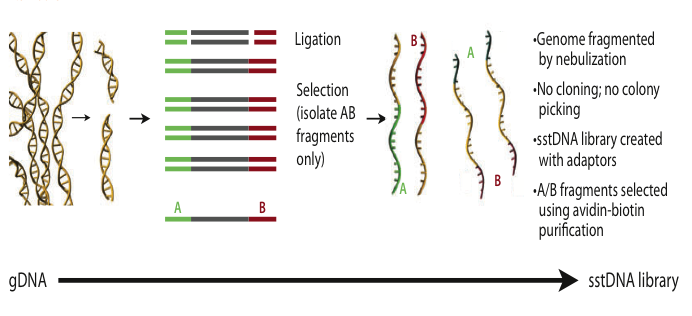 Ligation
Selection
(isolate AB
fragments
only)
A
B
B
A
A
B
•Genome fragmented
by nebulization
•No cloning; no colony
picking
•sstDNA library created
with adaptors
•A/B fragments selected
using avidin-biotin
purification
gDNA
sstDNA library